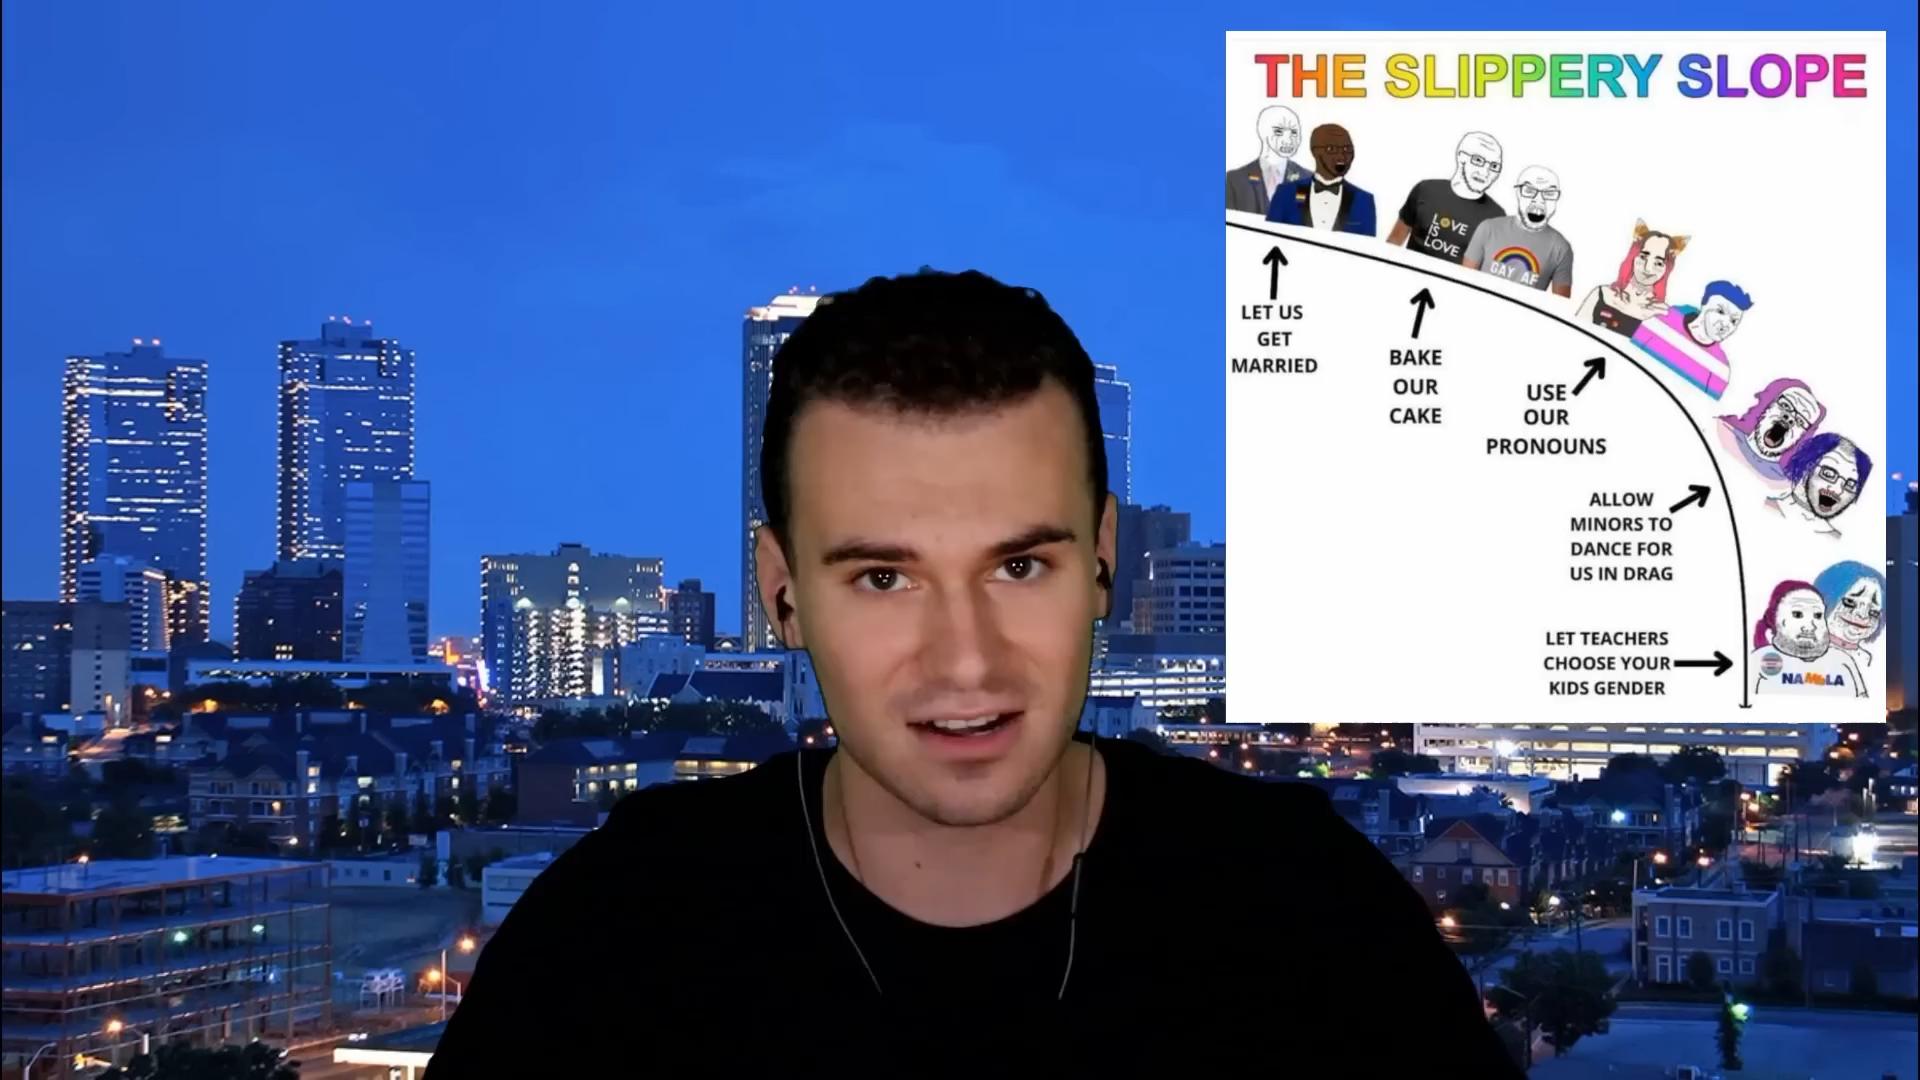 THE SLIPPERY SLOPE
LOVE
IS
LOVE
GAY AF
LET US
GET
MARRIED
BAKE
OUR
CAKE
USE
OUR
PRONOUNS
ALLOW
MINORS TO
DANCE FOR
US IN DRAG
LET TEACHERS
CHOOSE YOUR
KIDS GENDER
NAMBLA